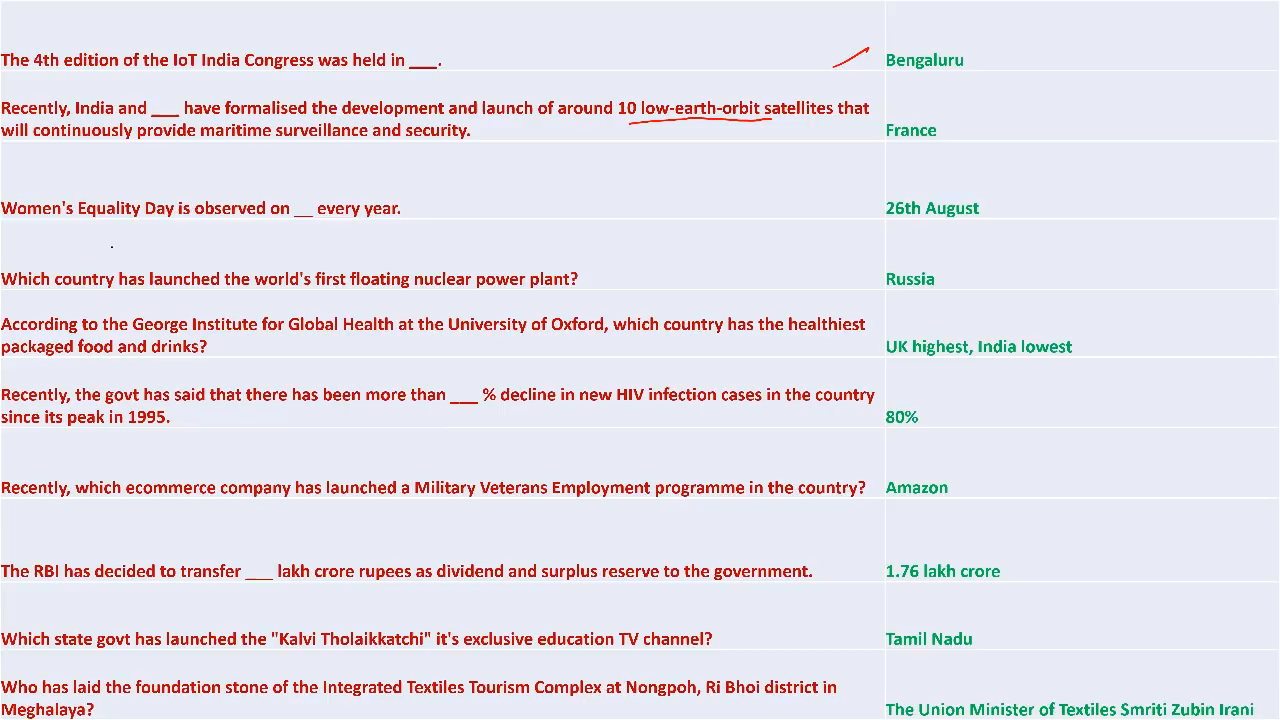 The 4th edition of the IoT India Congress was held in ___.
Bengaluru
Recently, India and ___ have formalised the development and launch of around 10 low-earth-orbit satellites that
will continuously provide maritime surveillance and security.
France
Women's Equality Day is observed on __ every year.
26th August
Which country has launched the world's first floating nuclear power plant?
Russia
According to the George Institute for Global Health at the University of Oxford, which country has the healthiest
packaged food and drinks?
UK highest, India lowest
Recently, the govt has said that there has been more than ___ % decline in new HIV infection cases in the country
since its peak in 1995.
80%
Recently, which ecommerce company has launched a Military Veterans Employment programme in the country?
Amazon
The RBI has decided to transfer ___ lakh crore rupees as dividend and surplus reserve to the government.
1.76 lakh crore
Which state govt has launched the "Kalvi Tholaikkatchi" it's exclusive education TV channel?
Tamil Nadu
Who has laid the foundation stone of the Integrated Textiles Tourism Complex at Nongpoh, Ri Bhoi district in
Meghalaya?
The Union Minister of Textiles Smriti Zubin Irani